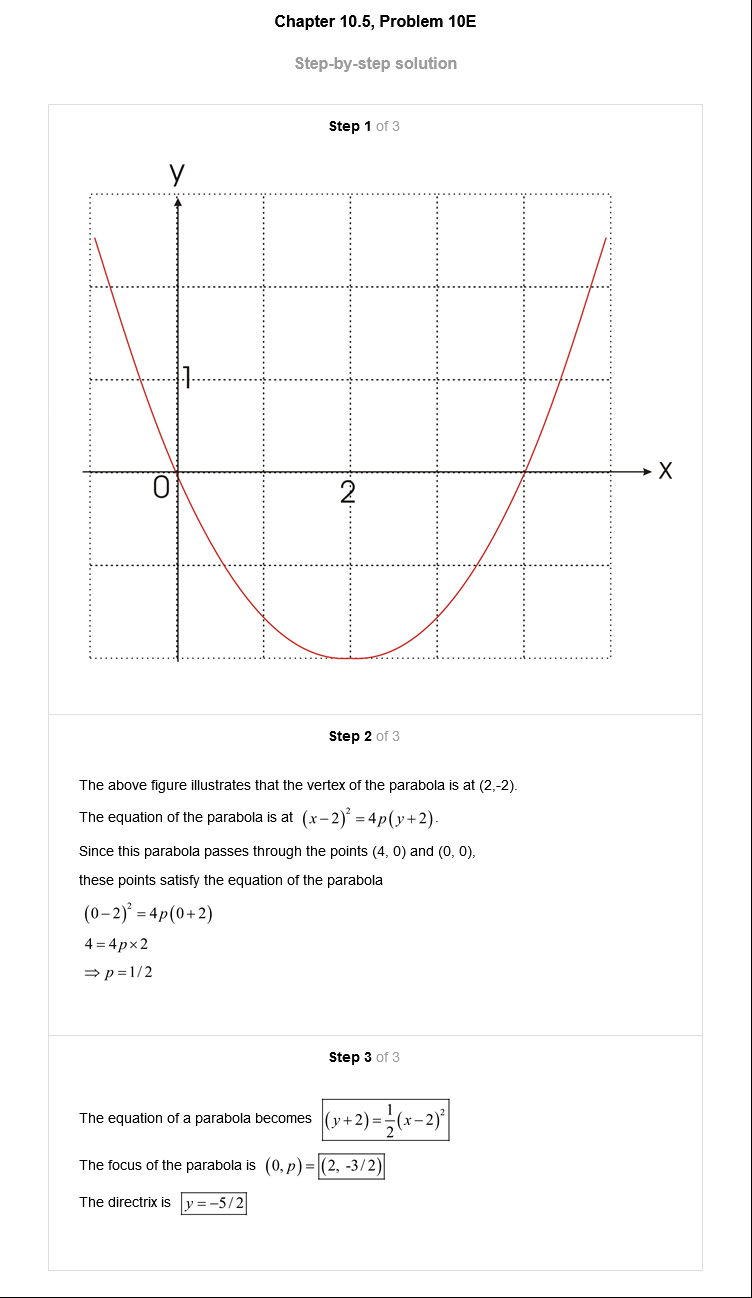 Chapter 10.5, Problem 10E
Step-by-step solution
Step 1 of 3
y
1
0
2
x
Step 2 of 3
The above figure illustrates that the vertex of the parabola is at (2,-2).
The equation of the parabola is at (x−2)² = 4p(y+2).
Since this parabola passes through the points (4, 0) and (0, 0),
these points satisfy the equation of the parabola
(0−2)² = 4p(0+2)
4 = 4p×2
⇒ p = 1/2
Step 3 of 3
The equation of a parabola becomes (y+2) = 1/2 (x−2)²
The focus of the parabola is (0, p) = (2, -3/2)
The directrix is y = −5/2